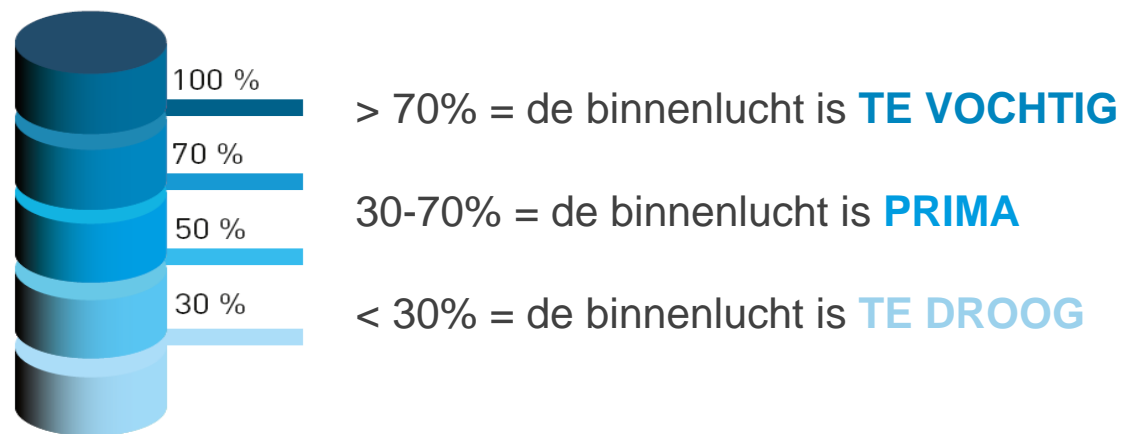 100 %
> 70% = de binnenlucht is TE VOCHTIG
70 %
30-70% = de binnenlucht is PRIMA
50 %
30 %
< 30% = de binnenlucht is TE DROOG